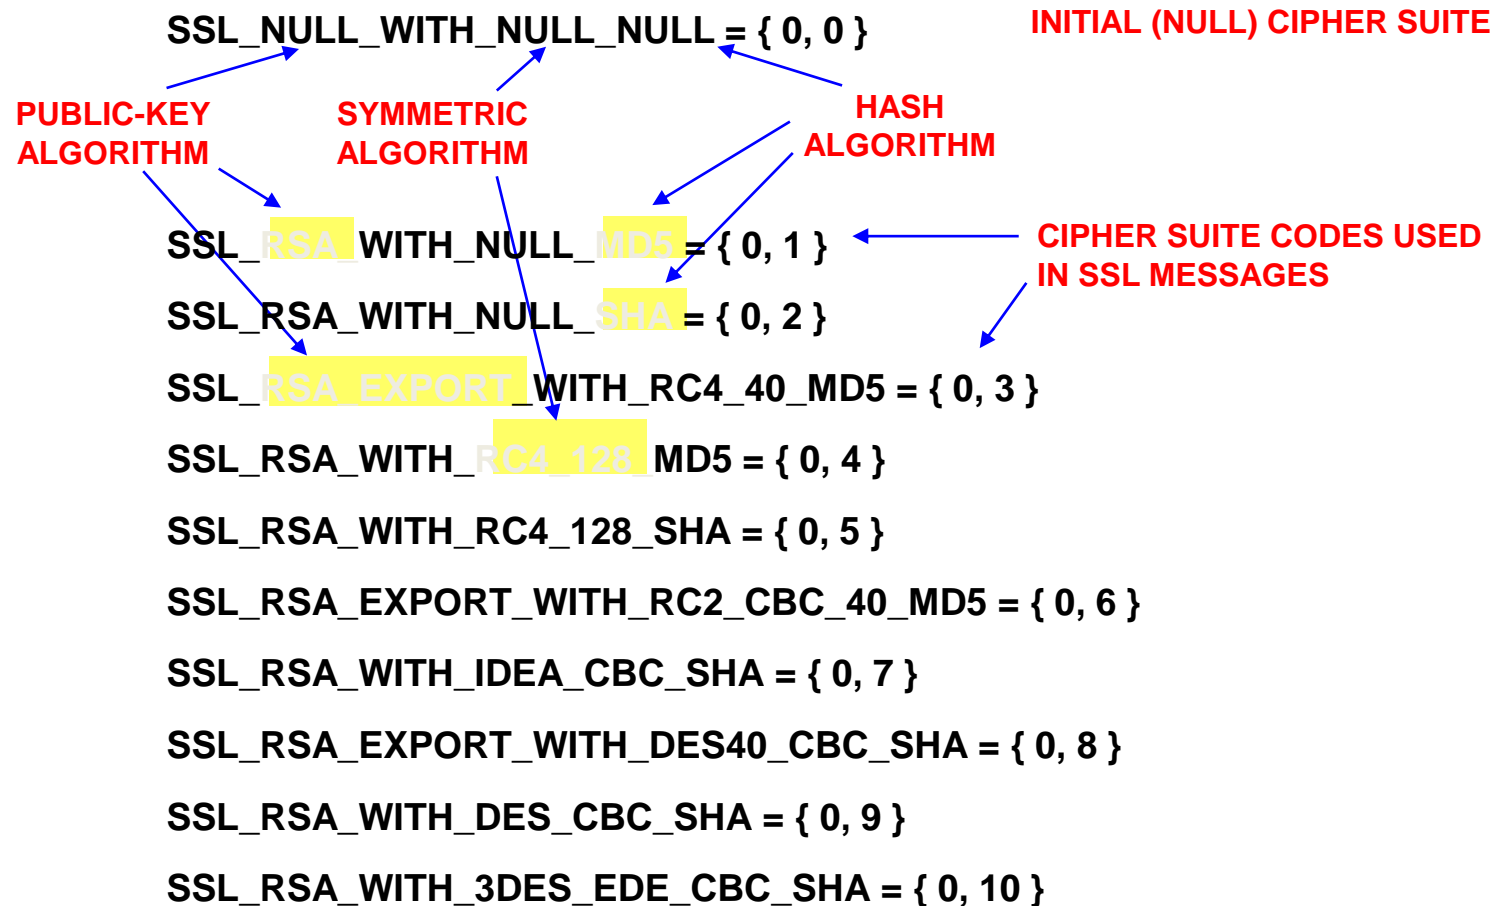 SSL_NULL_WITH_NULL_NULL = { 0, 0 }
INITIAL (NULL) CIPHER SUITE
PUBLIC-KEY
ALGORITHM
SYMMETRIC
ALGORITHM
HASH
ALGORITHM
SSL_RSA_WITH_NULL_MD5 = { 0, 1 }
CIPHER SUITE CODES USED
IN SSL MESSAGES
SSL_RSA_WITH_NULL_SHA = { 0, 2 }
SSL_RSA_EXPORT_WITH_RC4_40_MD5 = { 0, 3 }
SSL_RSA_WITH_RC4_128_MD5 = { 0, 4 }
SSL_RSA_WITH_RC4_128_SHA = { 0, 5 }
SSL_RSA_EXPORT_WITH_RC2_CBC_40_MD5 = { 0, 6 }
SSL_RSA_WITH_IDEA_CBC_SHA = { 0, 7 }
SSL_RSA_EXPORT_WITH_DES40_CBC_SHA = { 0, 8 }
SSL_RSA_WITH_DES_CBC_SHA = { 0, 9 }
SSL_RSA_WITH_3DES_EDE_CBC_SHA = { 0, 10 }